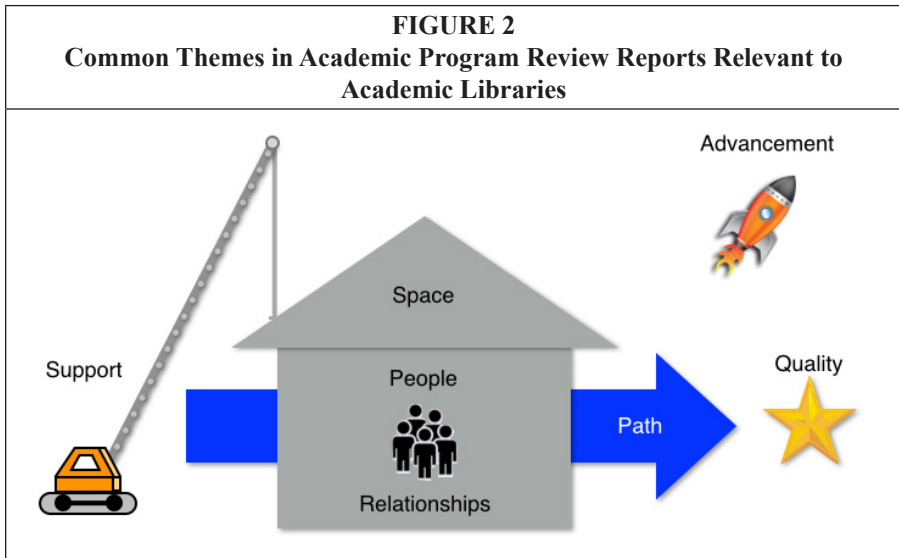 FIGURE 2
Common Themes in Academic Program Review Reports Relevant to
Academic Libraries
Advancement
Space
Support
People
Quality
Path
Relationships